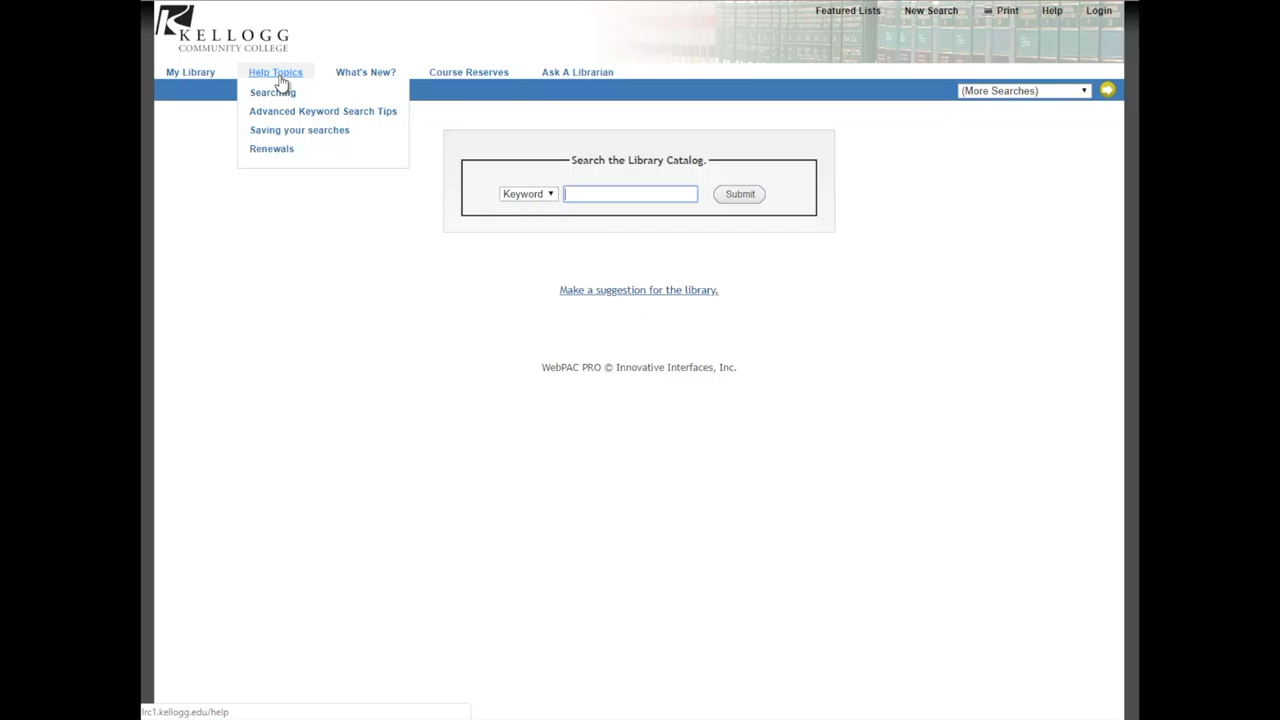 KELLOGG
COMMUNITY COLLEGE
Featured Lists New Search Print Help Login
My Library Help Topics What's New? Course Reserves Ask A Librarian
(More Searches)
Searching
Advanced Keyword Search Tips
Saving your searches
Renewals
Search the Library Catalog.
Keyword Submit
Make a suggestion for the library.
WebPAC PRO © Innovative Interfaces, Inc.
lrc1.kellogg.edu/help